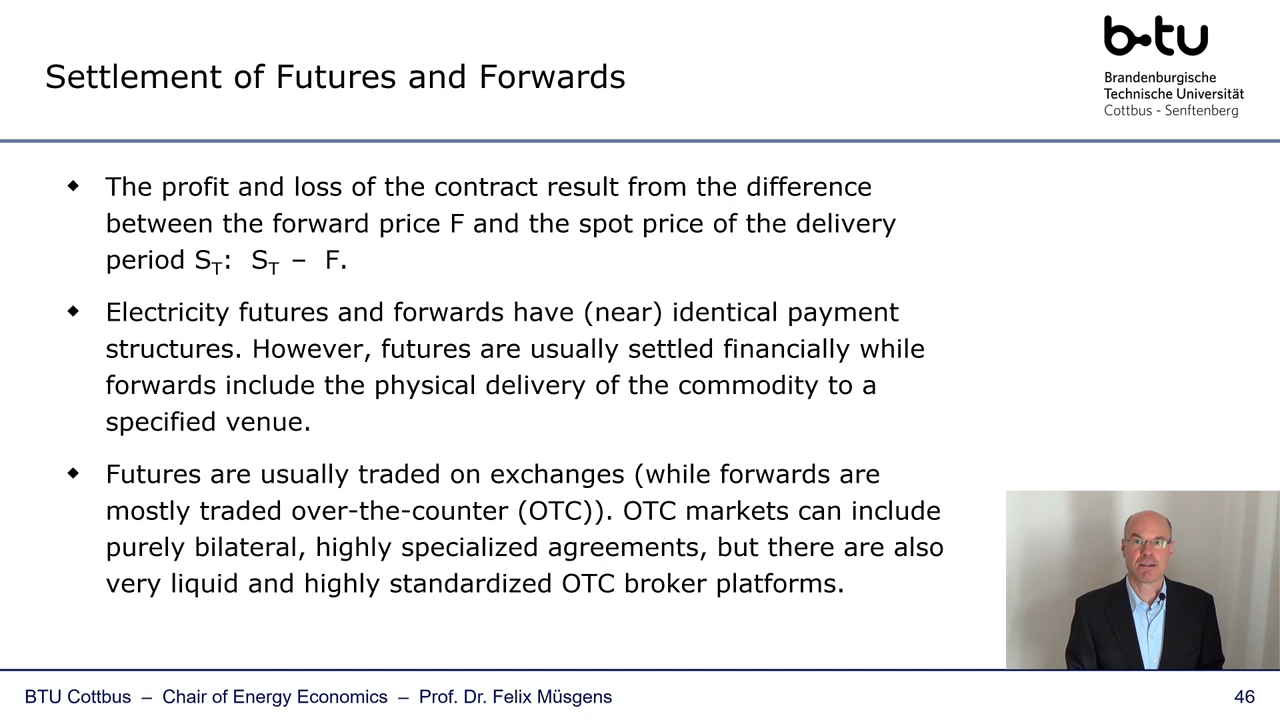 Settlement of Futures and Forwards
b-tu
Brandenburgische
Technische Universität
Cottbus - Senftenberg
The profit and loss of the contract result from the difference
between the forward price F and the spot price of the delivery
period S_T: S_T – F.
Electricity futures and forwards have (near) identical payment
structures. However, futures are usually settled financially while
forwards include the physical delivery of the commodity to a
specified venue.
Futures are usually traded on exchanges (while forwards are
mostly traded over-the-counter (OTC)). OTC markets can include
purely bilateral, highly specialized agreements, but there are also
very liquid and highly standardized OTC broker platforms.
BTU Cottbus – Chair of Energy Economics – Prof. Dr. Felix Müsgens
46